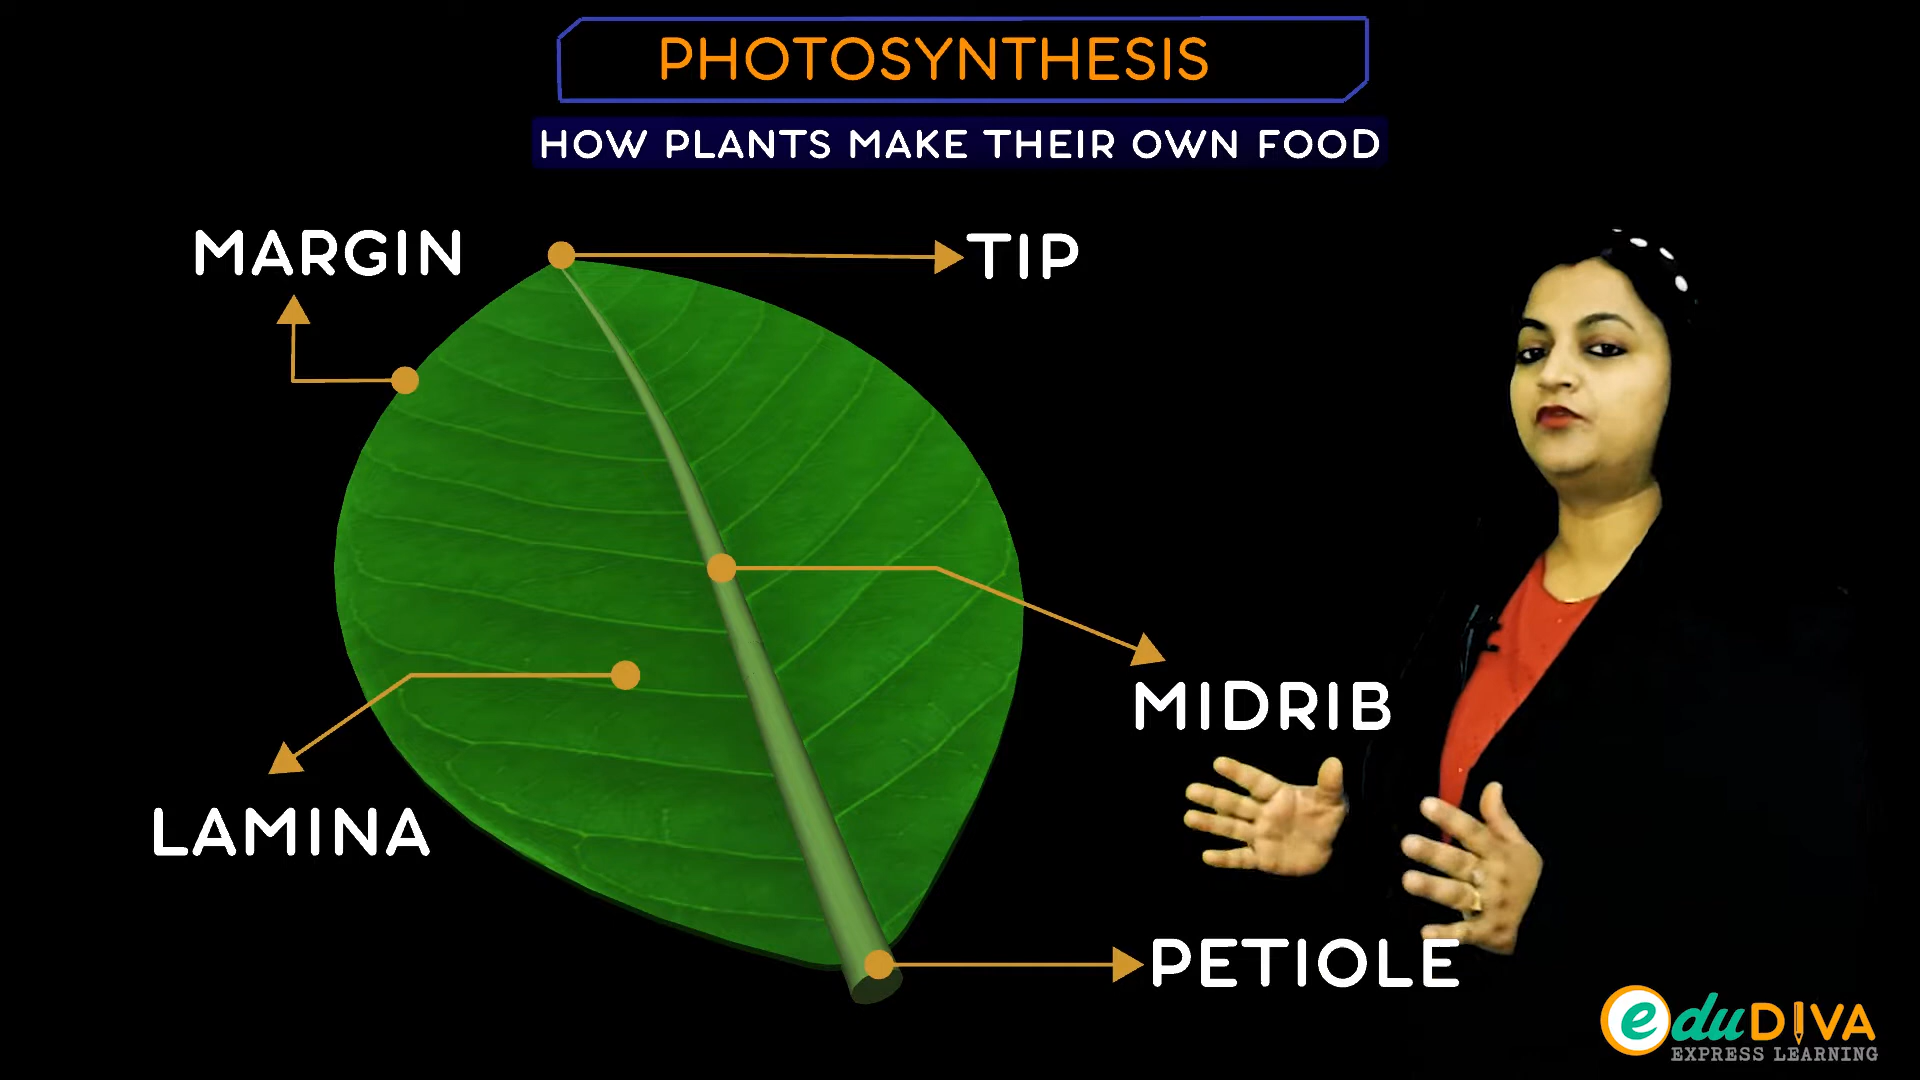 PHOTOSYNTHESIS
HOW PLANTS MAKE THEIR OWN FOOD
MARGIN
TIP
MIDRIB
LAMINA
PETIOLE
eduDIVA
EXPRESS LEARNING